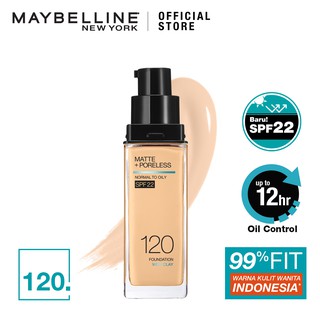 MAYBELLINE
NEW YORK
OFFICIAL
STORE
Baru!
SPF22
MATTE
+ PORELESS
NORMAL TO OILY
SPF 22
up to
12hr
Oil Control
120
FOUNDATION
120.
99%FIT
WARNA KULIT WANITA
INDONESIA*